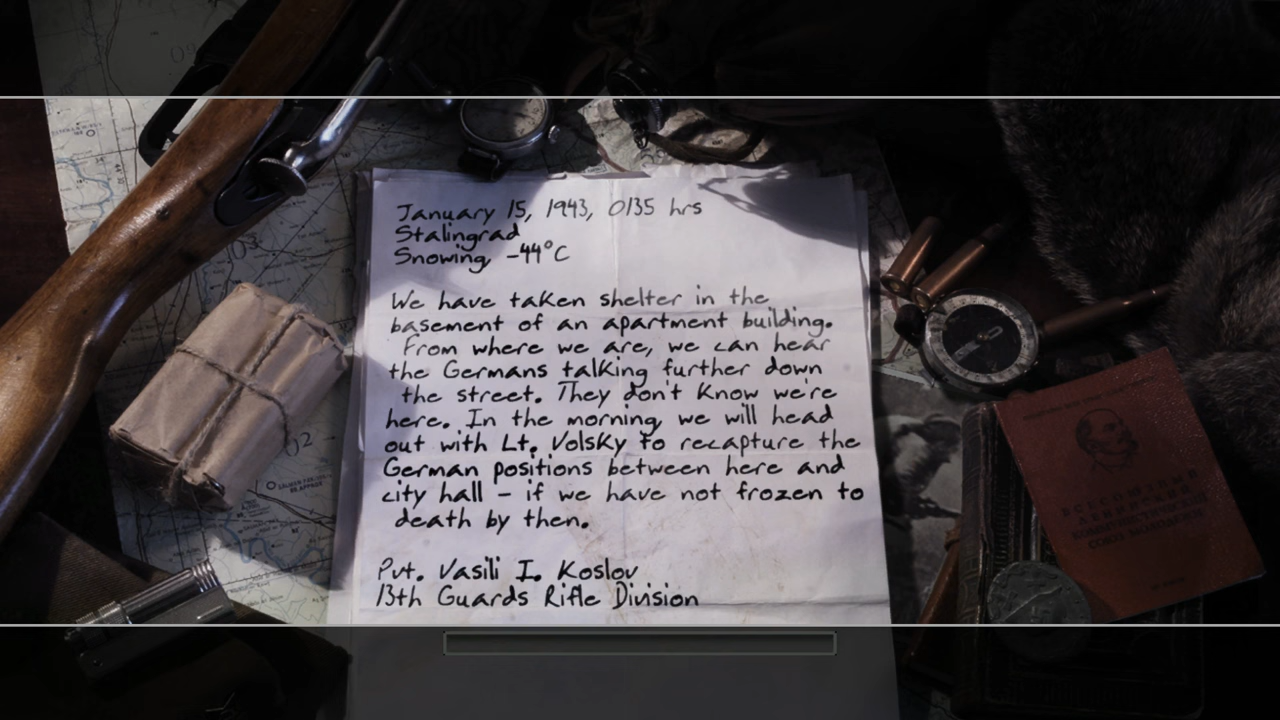 January 15, 1943, 0135 hrs
Stalingrad
Snowing, -44°C
We have taken shelter in the
basement of an apartment building.
From where we are, we can hear
the Germans talking further down
the street. They don't know we're
here. In the morning, we will head
out with Lt. Volsky to recapture the
German positions between here and
city hall - if we have not frozen to
death by then.
Pvt. Vasili I. Koslov
13th Guards Rifle Division